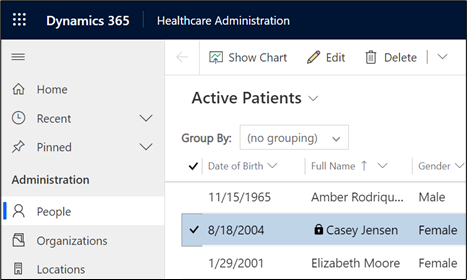 Dynamics 365 Healthcare Administration
Show Chart Edit Delete
Home
Recent
Pinned
Administration
People
Organizations
Locations
Active Patients
Group By: (no grouping)
Date of Birth Full Name Gender
11/15/1965 Amber Rodriqu... Male
8/18/2004 Casey Jensen Female
1/29/2001 Elizabeth Moore Female